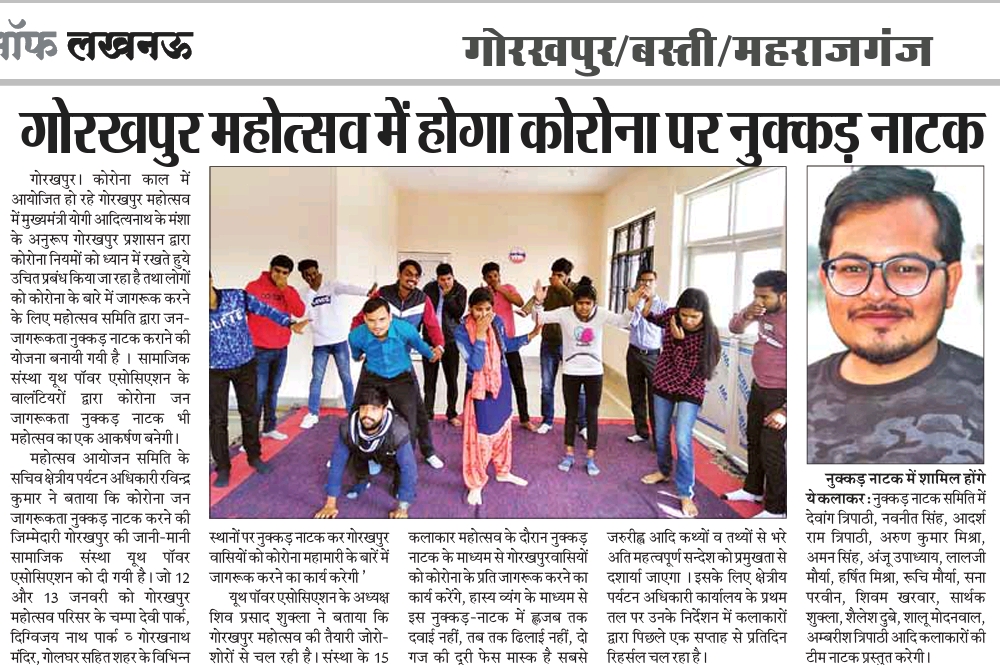 ऑफ लखनऊ
गोरखपुर/बस्ती/महराजगंज
गोरखपुर महोत्सव में होगा कोरोना पर नुक्कड़ नाटक
गोरखपुर। कोरोना काल में
आयोजित हो रहे गोरखपुर महोत्सव
में मुख्यमंत्री योगी आदित्यनाथ के मंशा
के अनुरूप गोरखपुर प्रशासन द्वारा
कोरोना नियमों को ध्यान में रखते हुये
उचित प्रबंध किया जा रहा है तथा लोगों
को कोरोना के बारे में जागरूक करने
के लिए महोत्सव समिति द्वारा जन-
जागरूकता नुक्कड़ नाटक कराने की
योजना बनायी गयी है । सामाजिक
संस्था यूथ पॉवर एसोसिएशन के
वालंटियरों द्वारा कोरोना जन
जागरूकता नुक्कड़ नाटक भी
महोत्सव का एक आकर्षण बनेगी।
महोत्सव आयोजन समिति के
सचिव क्षेत्रीय पर्यटन अधिकारी रविन्द्र
कुमार ने बताया कि कोरोना जन
जागरूकता नुक्कड़ नाटक करने की
जिम्मेदारी गोरखपुर की जानी-मानी
सामाजिक संस्था यूथ पॉवर
एसोसिएशन को दी गयी है। जो 12
और 13 जनवरी को गोरखपुर
महोत्सव परिसर के चम्पा देवी पार्क,
दिग्विजय नाथ पार्क व गोरखनाथ
मंदिर, गोलघर सहित शहर के विभिन्न
स्थानों पर नुक्कड़ नाटक कर गोरखपुर
वासियों को कोरोना महामारी के बारे में
जागरूक करने का कार्य करेगी '
यूथ पॉवर एसोसिएशन के अध्यक्ष
शिव प्रसाद शुक्ला ने बताया कि
गोरखपुर महोत्सव की तैयारी जोरो-
शोरों से चल रही है। संस्था के 15
कलाकार महोत्सव के दौरान नुक्कड़
नाटक के माध्यम से गोरखपुरवासियों
को कोरोना के प्रति जागरूक करने का
कार्य करेंगे, हास्य व्यंग के माध्यम से
इस नुक्कड़-नाटक में ह्लजब तक
दवाई नहीं, तब तक ढिलाई नहीं, दो
गज की दूरी फेस मास्क है सबसे
जरुरीह्व आदि कथ्यों व तथ्यों से भरे
अति महत्वपूर्ण सन्देश को प्रमुखता से
दर्शाया जाएगा । इसके लिए क्षेत्रीय
पर्यटन अधिकारी कार्यालय के प्रथम
तल पर उनके निर्देशन में कलाकारों
द्वारा पिछले एक सप्ताह से प्रतिदिन
रिहर्सल चल रहा है।
नुक्कड़ नाटक में शामिल होंगे
ये कलाकर : नुक्कड़ नाटक समिति में
देवांग त्रिपाठी, नवनीत सिंह, आदर्श
राम त्रिपाठी, अरुण कुमार मिश्रा,
अमन सिंह, अंजू उपाध्याय, लालजी
मौर्या, हर्षित मिश्रा, रूचि मौर्या, सना
परवीन, शिवम खरवार, सार्थक
शुक्ला, शैलेश दुबे, शालू मोदनवाल,
अम्बरीश त्रिपाठी आदि कलाकारों की
टीम नाटक प्रस्तुत करेगी।